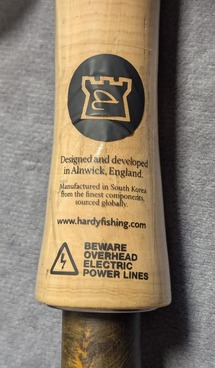 Designed and developed
in Alnwick, England.
Manufactured in South Korea
from the finest components,
sourced globally.
www.hardyfishing.com
BEWARE
OVERHEAD
ELECTRIC
POWER LINES